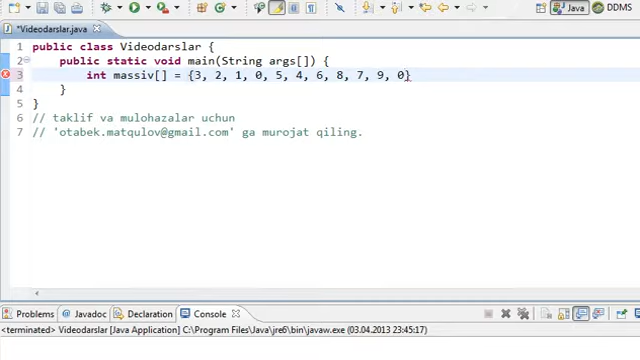 Java
DDMS
*Videodarslar.java
1 public class Videodarslar {
2 public static void main(String args[]) {
3 int massiv[] = {3, 2, 1, 0, 5, 4, 6, 8, 7, 9, 0}
4 }
5 }
6 // taklif va mulohazalar uchun
7 // 'otabek.matqulov@gmail.com' ga murojat qiling.
Problems @ Javadoc Declaration Console
<terminated> Videodarslar [Java Application] C:\Program Files\Java\jre6\bin\javaw.exe (03.04.2013 23:45:17)